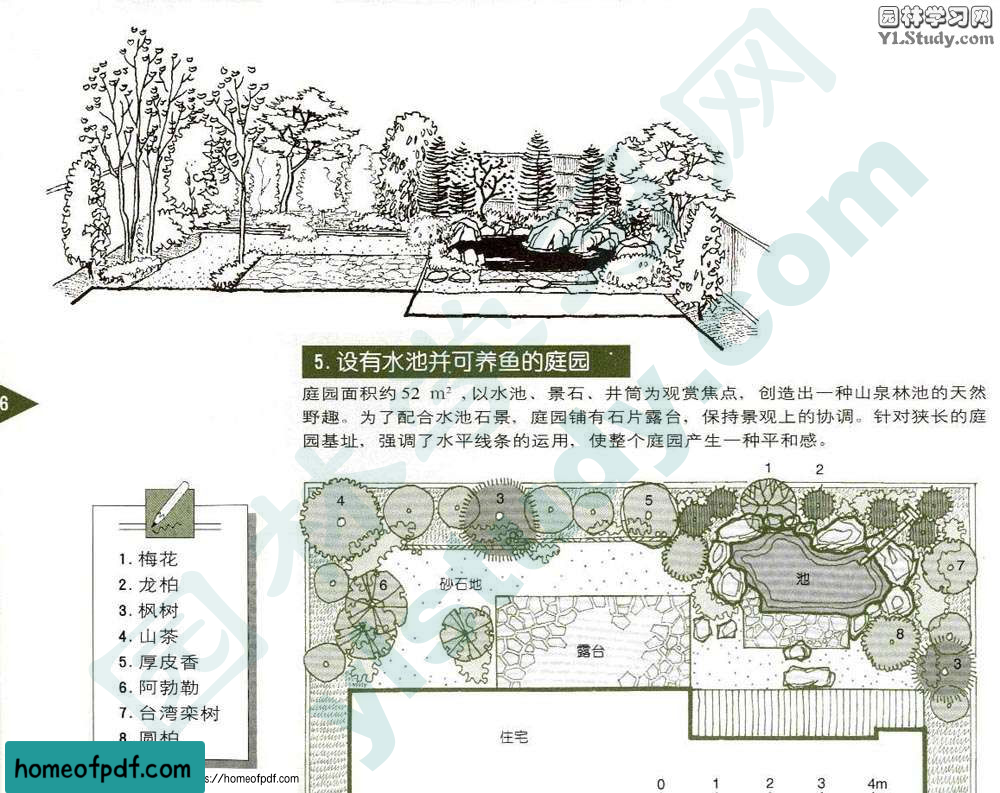 园林学习网
YLStudy.com
5. 设有水池并可养鱼的庭园
庭园面积约 52 m²,以水池、景石、井筒为观赏焦点，创造出一种山泉林池的天然
野趣。为了配合水池石景，庭园铺有石片露台，保持景观上的协调。针对狭长的庭
园基址，强调了水平线条的运用，使整个庭园产生一种平和感。
6
1 2
4 3 5
6 砂石地 池 7
露台 8 3
住宅
0 1 2 3 4m
1. 梅花
2. 龙柏
3. 枫树
4. 山茶
5. 厚皮香
6. 阿勃勒
7. 台湾栾树
8 圆柏
homeofpdf.com
s://homeofpdf.com
园林学习网
ylstudy.com